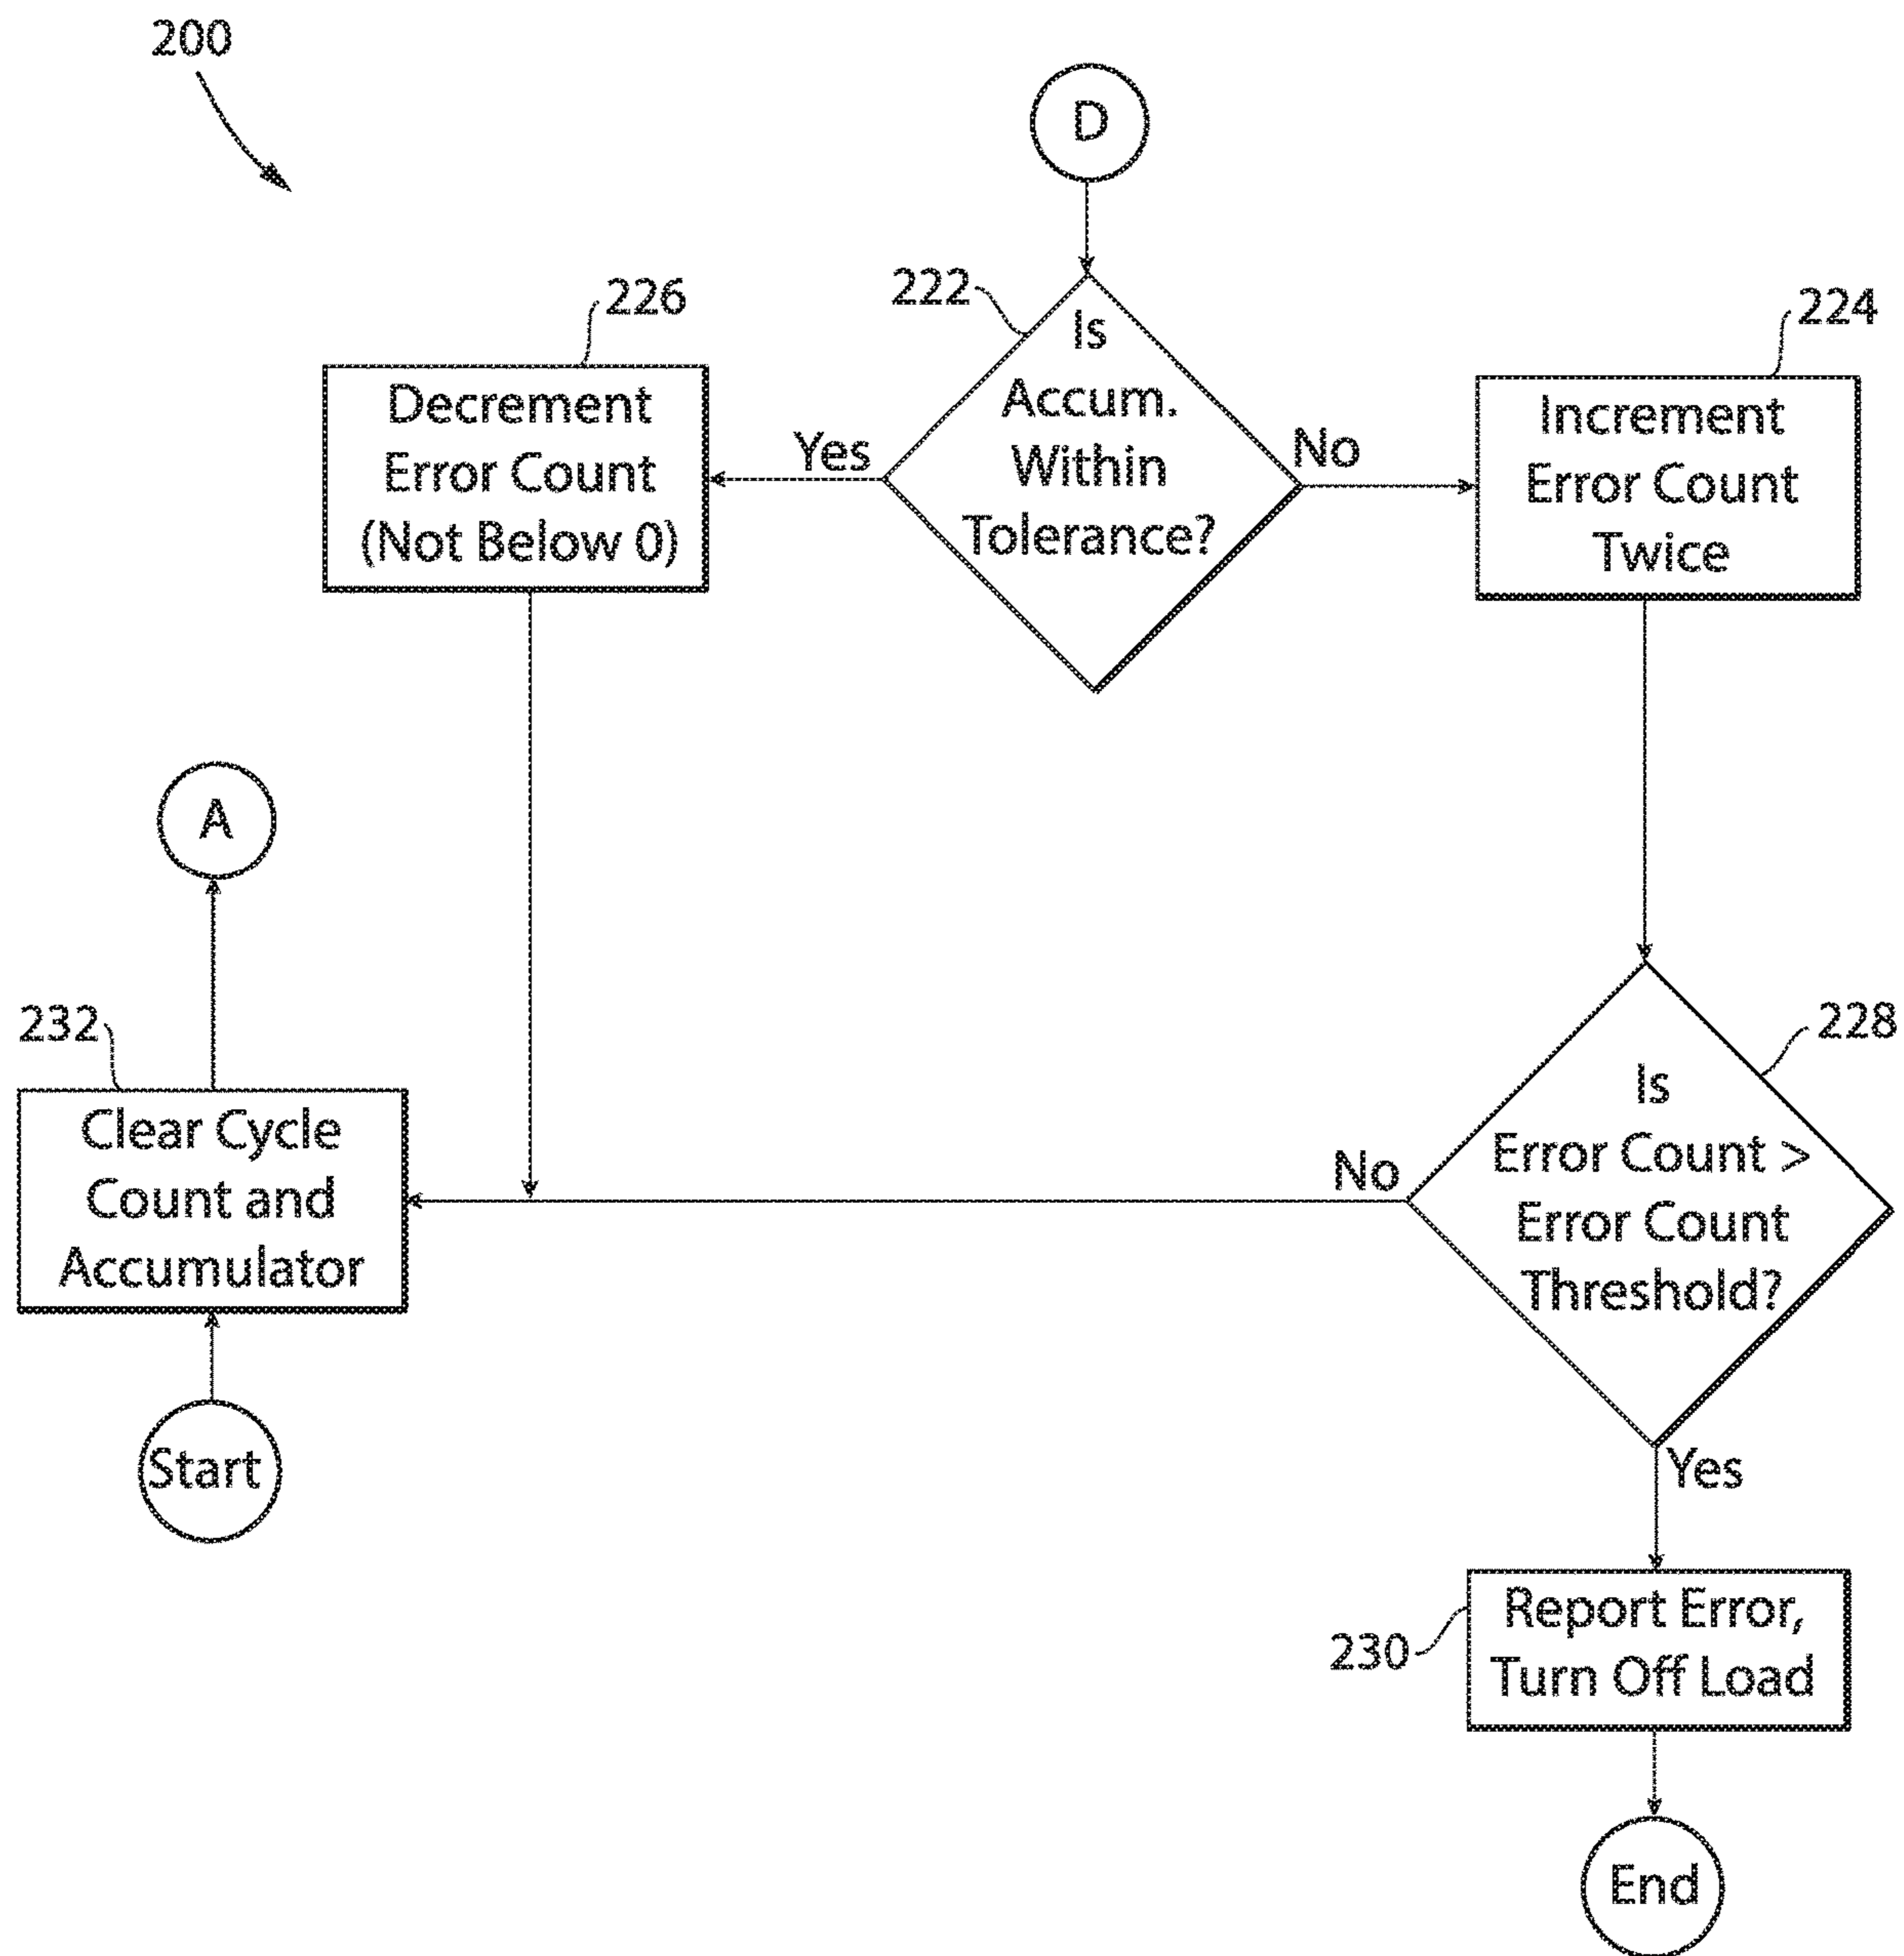 200
D
226
222
224
Is
Accum.
Within
Tolerance?
Yes
No
Decrement
Error Count
(Not Below 0)
Increment
Error Count
Twice
A
232
228
Clear Cycle
Count and
Accumulator
No
Is
Error Count >
Error Count
Threshold?
Start
Yes
230
Report Error,
Turn Off Load
End